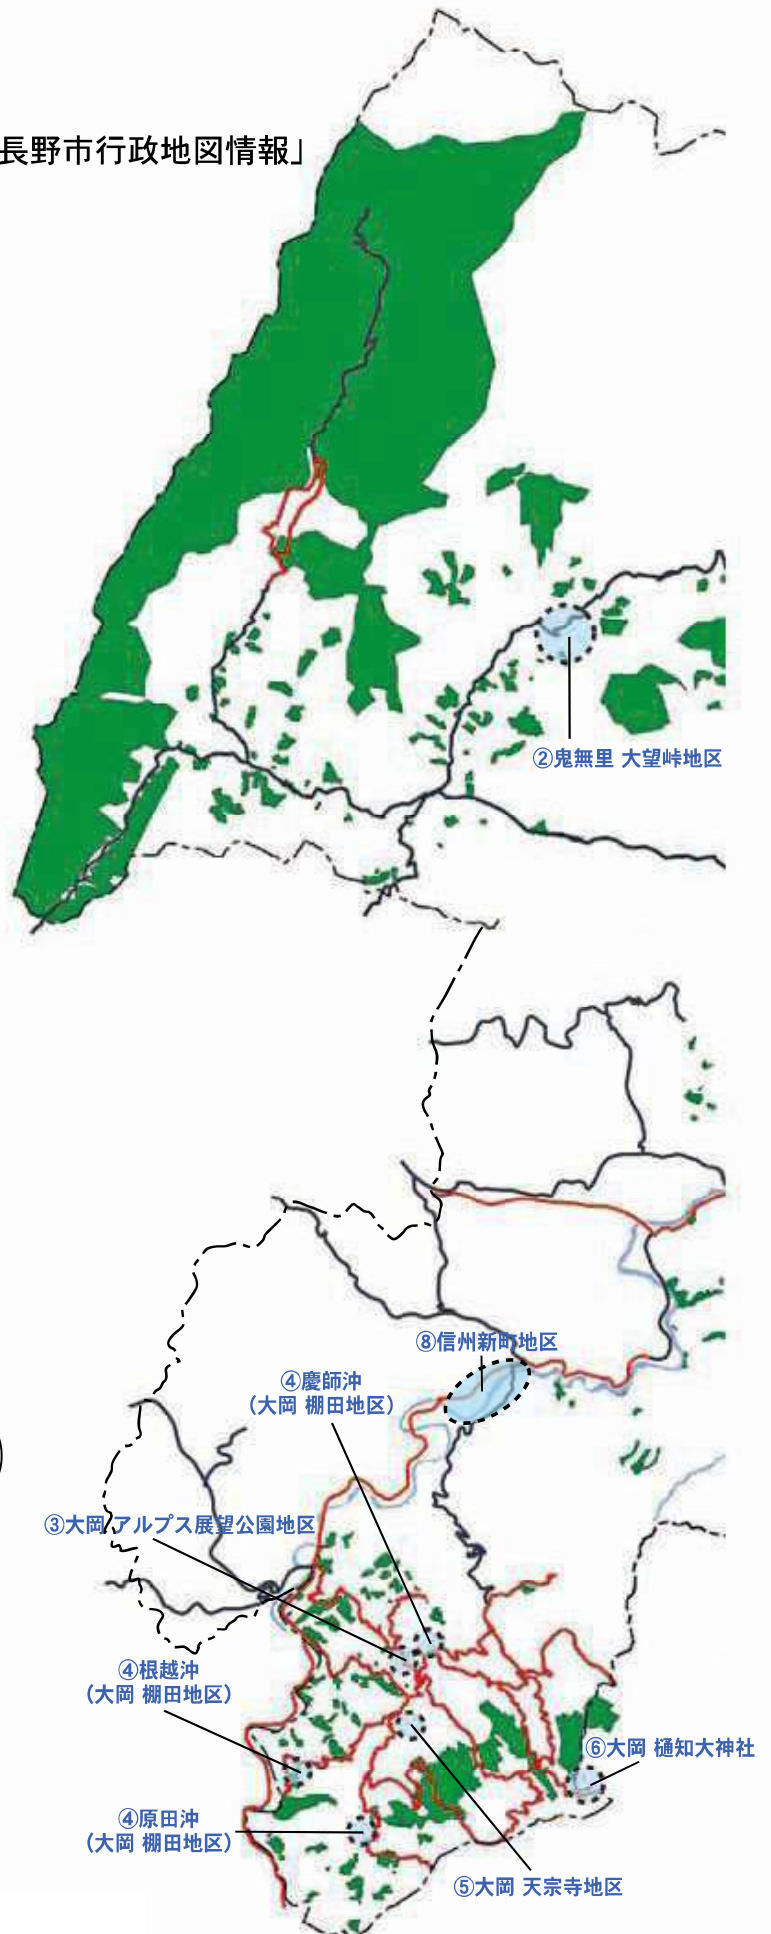 長野市行政地図情報」
②鬼無里 大望峠地区
⑧信州新町地区
④慶師沖
（大岡 棚田地区）
③大岡 アルプス展望公園地区
④根越沖
（大岡 棚田地区）
⑥大岡 樋知大神社
④原田沖
（大岡 棚田地区）
⑤大岡 天宗寺地区
）